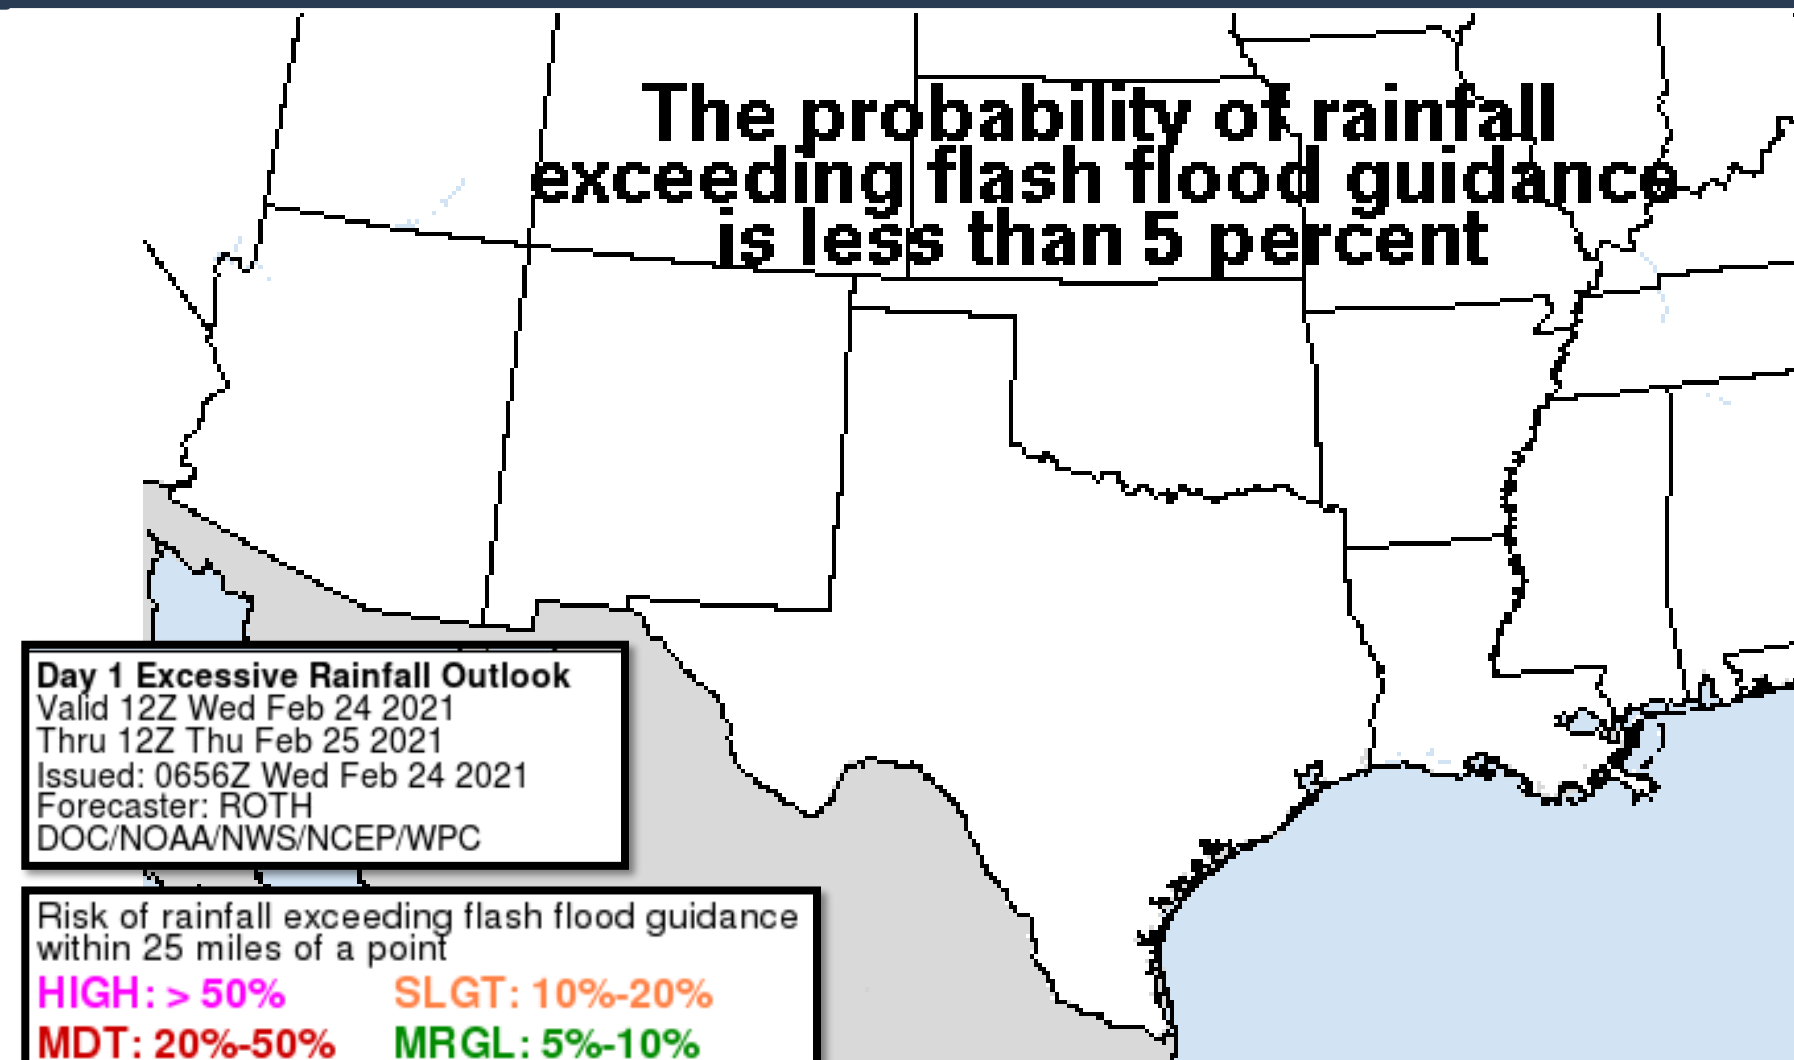 The probability of rainfall
exceeding flash flood guidance
is less than 5 percent
Day 1 Excessive Rainfall Outlook
Valid 12Z Wed Feb 24 2021
Thru 12Z Thu Feb 25 2021
Issued: 0656Z Wed Feb 24 2021
Forecaster: ROTH
DOC/NOAA/NWS/NCEP/WPC
Risk of rainfall exceeding flash flood guidance
within 25 miles of a point
HIGH: > 50% SLGT: 10%-20%
MDT: 20%-50% MRGL: 5%-10%